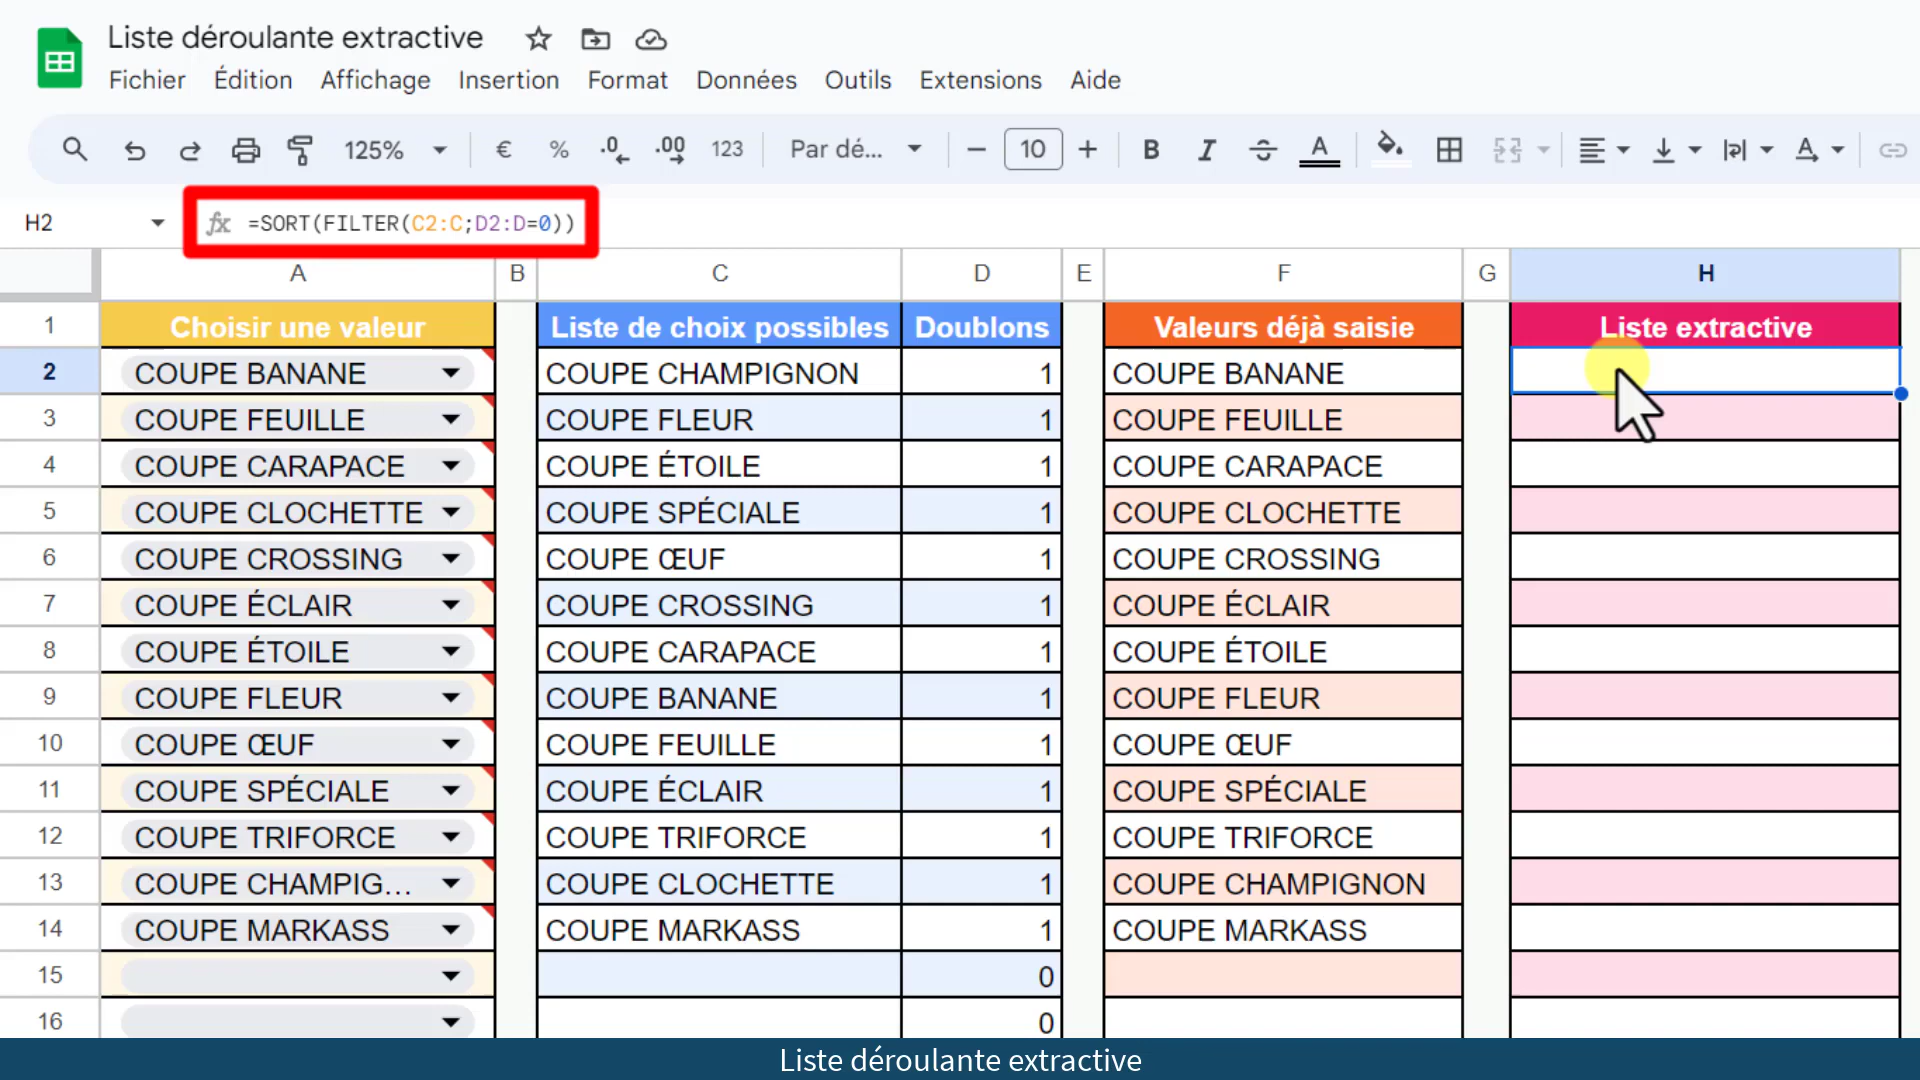 Liste déroulante extractive
Fichier Édition Affichage Insertion Format Données Outils Extensions Aide
125% € % .0 .00 123 Par dé... 10 B I A A
H2 fx =SORT(FILTER(C2:C;D2:D=0))
A B C D E F G H
1 Choisir une valeur Liste de choix possibles Doublons Valeurs déjà saisie Liste extractive
2 COUPE BANANE COUPE CHAMPIGNON 1 COUPE BANANE
3 COUPE FEUILLE COUPE FLEUR 1 COUPE FEUILLE
4 COUPE CARAPACE COUPE ÉTOILE 1 COUPE CARAPACE
5 COUPE CLOCHETTE COUPE SPÉCIALE 1 COUPE CLOCHETTE
6 COUPE CROSSING COUPE ŒUF 1 COUPE CROSSING
7 COUPE ÉCLAIR COUPE CROSSING 1 COUPE ÉCLAIR
8 COUPE ÉTOILE COUPE CARAPACE 1 COUPE ÉTOILE
9 COUPE FLEUR COUPE BANANE 1 COUPE FLEUR
10 COUPE ŒUF COUPE FEUILLE 1 COUPE ŒUF
11 COUPE SPÉCIALE COUPE ÉCLAIR 1 COUPE SPÉCIALE
12 COUPE TRIFORCE COUPE TRIFORCE 1 COUPE TRIFORCE
13 COUPE CHAMPIG... COUPE CLOCHETTE 1 COUPE CHAMPIGNON
14 COUPE MARKASS COUPE MARKASS 1 COUPE MARKASS
15 0
16 0
Liste déroulante extractive